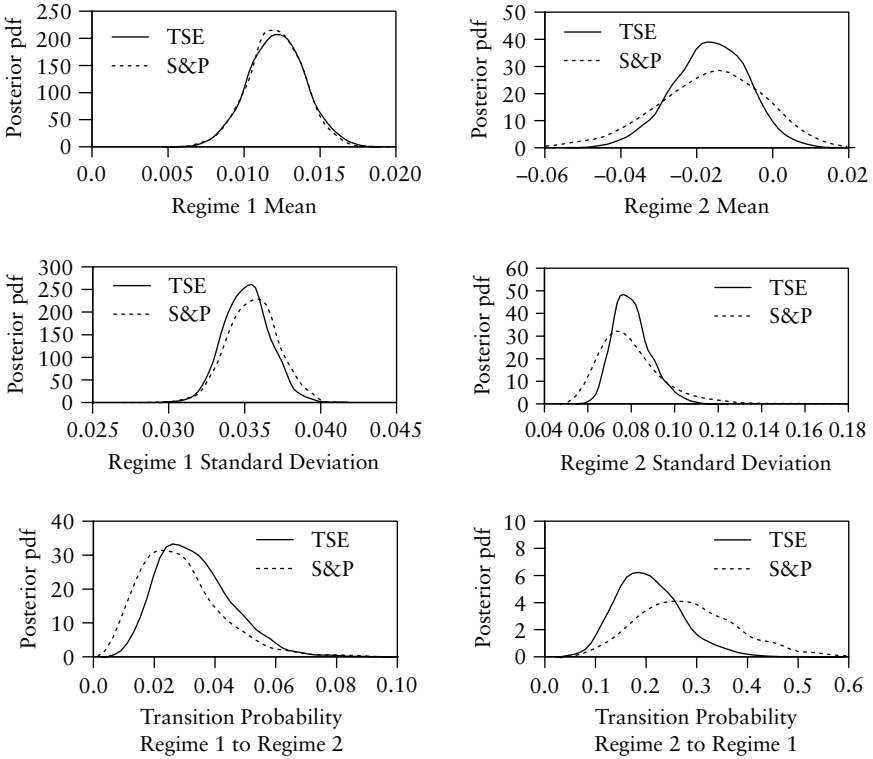 Posterior pdf
250
200
150
100
50
0
TSE
S&P
0.0 0.005 0.010 0.015 0.020
Regime 1 Mean
Posterior pdf
50
40
30
20
10
0
TSE
S&P
–0.06 –0.04 –0.02 0.0 0.02
Regime 2 Mean
Posterior pdf
300
250
200
150
100
50
0
TSE
S&P
0.025 0.030 0.035 0.040 0.045
Regime 1 Standard Deviation
Posterior pdf
60
50
40
30
20
10
0
TSE
S&P
0.04 0.06 0.08 0.10 0.12 0.14 0.16 0.18
Regime 2 Standard Deviation
Posterior pdf
40
30
20
10
0
TSE
S&P
0.0 0.02 0.04 0.06 0.08 0.10
Transition Probability
Regime 1 to Regime 2
Posterior pdf
10
8
6
4
2
0
TSE
S&P
0.0 0.1 0.2 0.3 0.4 0.5 0.6
Transition Probability
Regime 2 to Regime 1